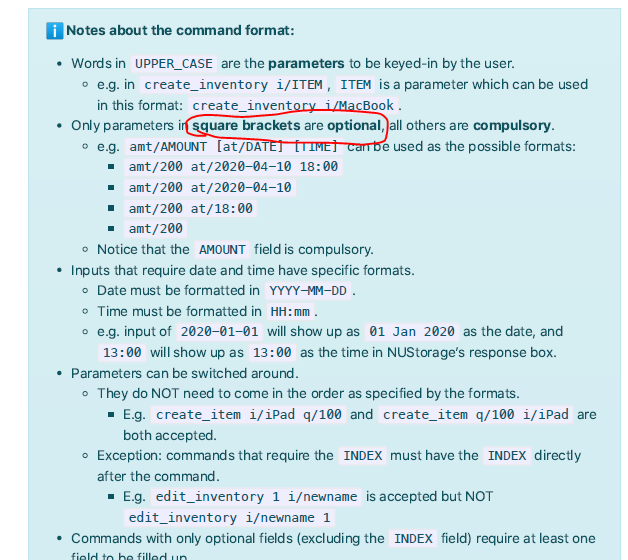 Notes about the command format:
Words in UPPER_CASE are the parameters to be keyed-in by the user.
e.g. in create_inventory i/ITEM , ITEM is a parameter which can be used
in this format: create_inventory i/MacBook .
Only parameters in square brackets are optional, all others are compulsory.
e.g. amt/AMOUNT [at/DATE] [TIME] can be used as the possible formats:
amt/200 at/2020-04-10 18:00
amt/200 at/2020-04-10
amt/200 at/18:00
amt/200
Notice that the AMOUNT field is compulsory.
Inputs that require date and time have specific formats.
Date must be formatted in YYYY-MM-DD .
Time must be formatted in HH:mm .
e.g. input of 2020-01-01 will show up as 01 Jan 2020 as the date, and
13:00 will show up as 13:00 as the time in NUStorage's response box.
Parameters can be switched around.
They do NOT need to come in the order as specified by the formats.
E.g. create_item i/iPad q/100 and create_item q/100 i/iPad are
both accepted.
Exception: commands that require the INDEX must have the INDEX directly
after the command.
E.g. edit_inventory 1 i/newname is accepted but NOT
edit_inventory i/newname 1
Commands with only optional fields (excluding the INDEX field) require at least one
field to be filled up